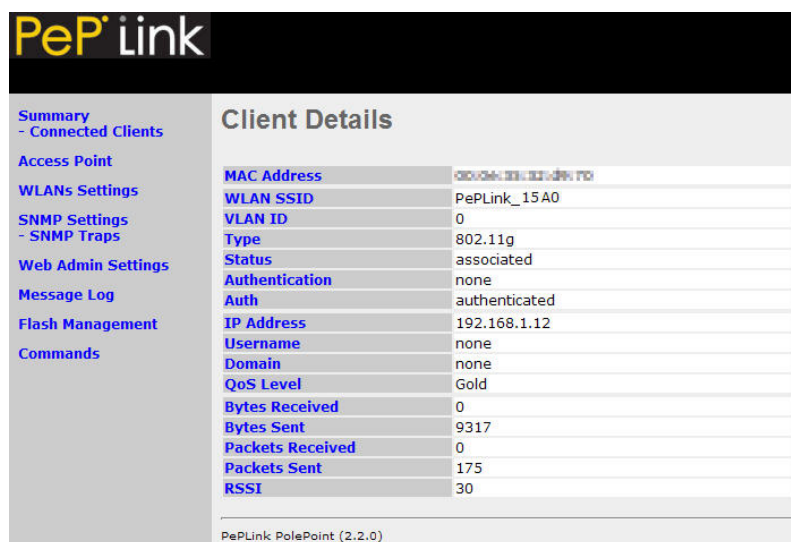 PePLink
Summary
- Connected Clients
Access Point
WLANs Settings
SNMP Settings
- SNMP Traps
Web Admin Settings
Message Log
Flash Management
Commands
Client Details
MAC Address
WLAN SSID PePLink_15A0
VLAN ID 0
Type 802.11g
Status associated
Authentication none
Auth authenticated
IP Address 192.168.1.12
Username none
Domain none
QoS Level Gold
Bytes Received 0
Bytes Sent 9317
Packets Received 0
Packets Sent 175
RSSI 30
PePLink PolePoint (2.2.0)